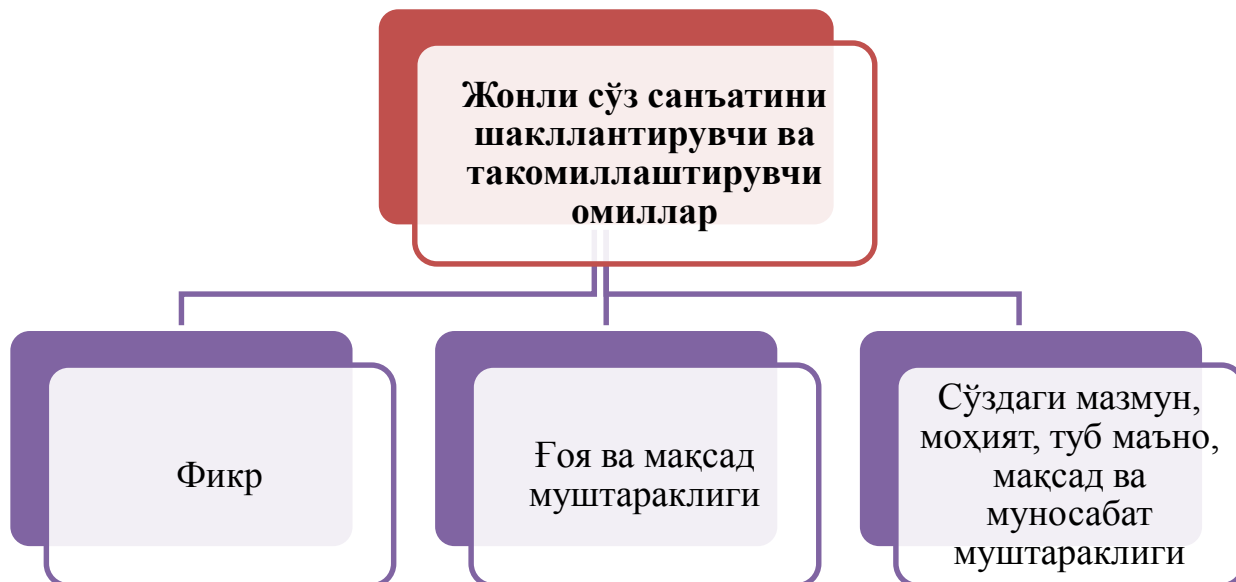 Жонли сўз санъатини
шакллантирувчи ва
такомиллаштирувчи
омиллар
Фикр
Ғоя ва мақсад
муштараклиги
Сўздаги мазмун,
моҳият, туб маъно,
мақсад ва
муносабат
муштараклиги